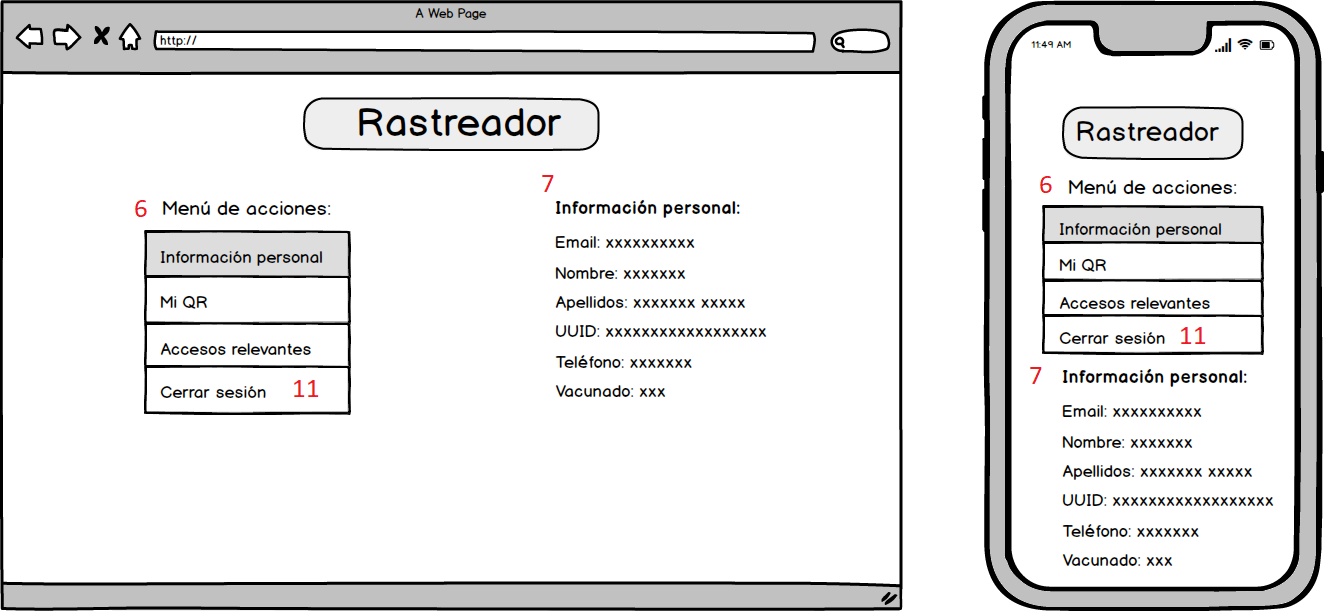 A Web Page
http://
Rastreador
6 Menú de acciones:
Información personal
Mi QR
Accesos relevantes
Cerrar sesión 11
7
Información personal:
Email: xxxxxxxxxx
Nombre: xxxxxxx
Apellidos: xxxxxxx xxxxx
UUID: xxxxxxxxxxxxxxxxxx
Teléfono: xxxxxxx
Vacunado: xxx
11:49 AM
Rastreador
6 Menú de acciones:
Información personal
Mi QR
Accesos relevantes
Cerrar sesión 11
7 Información personal:
Email: xxxxxxxxxx
Nombre: xxxxxxx
Apellidos: xxxxxxx xxxxx
UUID: xxxxxxxxxxxxxxxxxx
Teléfono: xxxxxxx
Vacunado: xxx